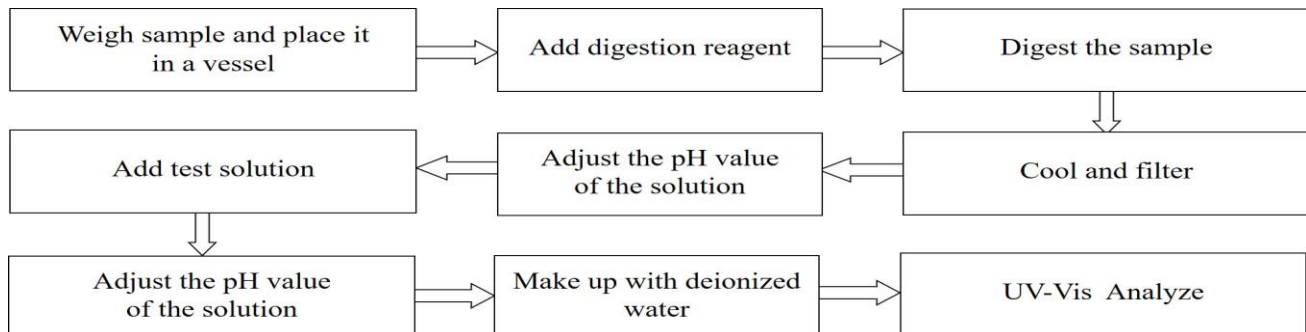 Weigh sample and place it
in a vessel
Add digestion reagent
Digest the sample
Cool and filter
Adjust the pH value
of the solution
Add test solution
Adjust the pH value
of the solution
Make up with deionized
water
UV-Vis Analyze